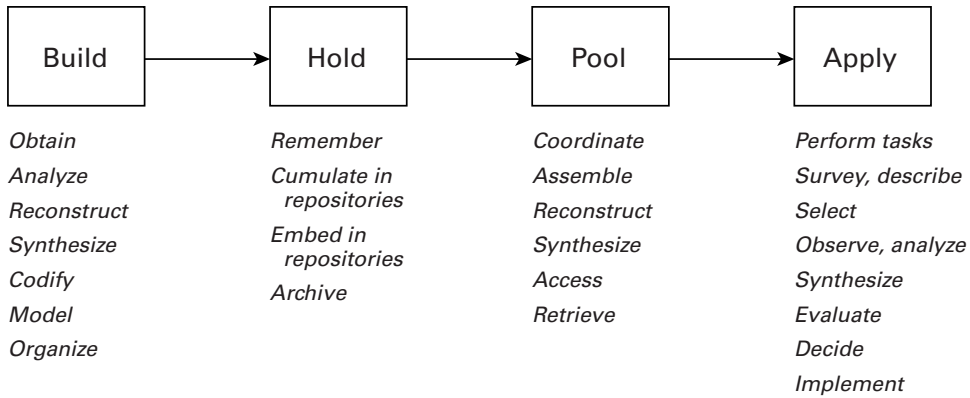 Build
Hold
Pool
Apply
Obtain
Analyze
Reconstruct
Synthesize
Codify
Model
Organize
Remember
Cumulate in
repositories
Embed in
repositories
Archive
Coordinate
Assemble
Reconstruct
Synthesize
Access
Retrieve
Perform tasks
Survey, describe
Select
Observe, analyze
Synthesize
Evaluate
Decide
Implement